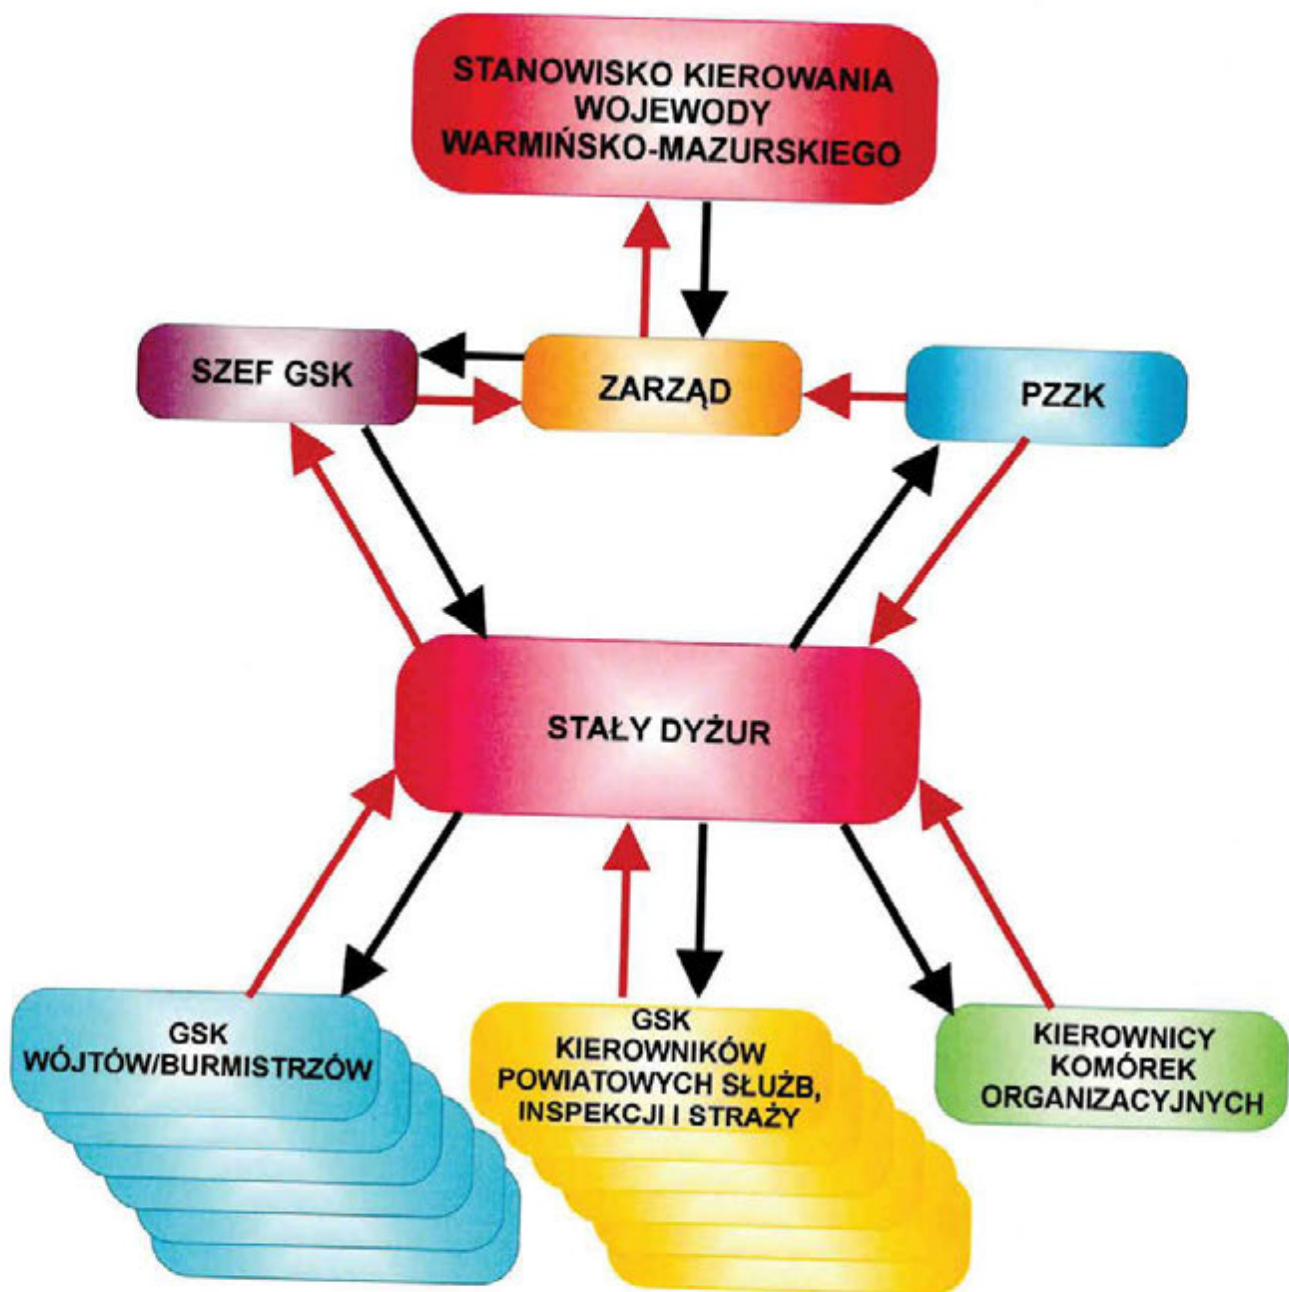 STANOWISKO KIEROWANIA
WOJEWODY
WARMIŃSKO-MAZURSKIEGO
SZEF GSK
ZARZĄD
PZZK
STAŁY DYŻUR
GSK
WÓJTÓW/BURMISTRZÓW
GSK
KIEROWNIKÓW
POWIATOWYCH SŁUŻB,
INSPEKCJI I STRAŻY
KIEROWNICY
KOMÓREK
ORGANIZACYJNYCH